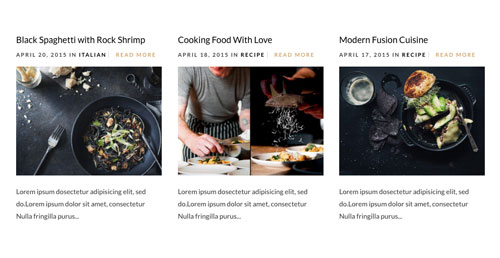 Black Spaghetti with Rock Shrimp
APRIL 20, 2015 IN ITALIAN | READ MORE
Lorem ipsum dosectetur adipisicing elit, sed
do.Lorem ipsum dolor sit amet, consectetur
Nulla fringilla purus...
Cooking Food With Love
APRIL 18, 2015 IN RECIPE | READ MORE
Lorem ipsum dosectetur adipisicing elit, sed
do.Lorem ipsum dolor sit amet, consectetur
Nulla fringilla purus...
Modern Fusion Cuisine
APRIL 17, 2015 IN RECIPE | READ MORE
Lorem ipsum dosectetur adipisicing elit, sed
do.Lorem ipsum dolor sit amet, consectetur
Nulla fringilla purus...